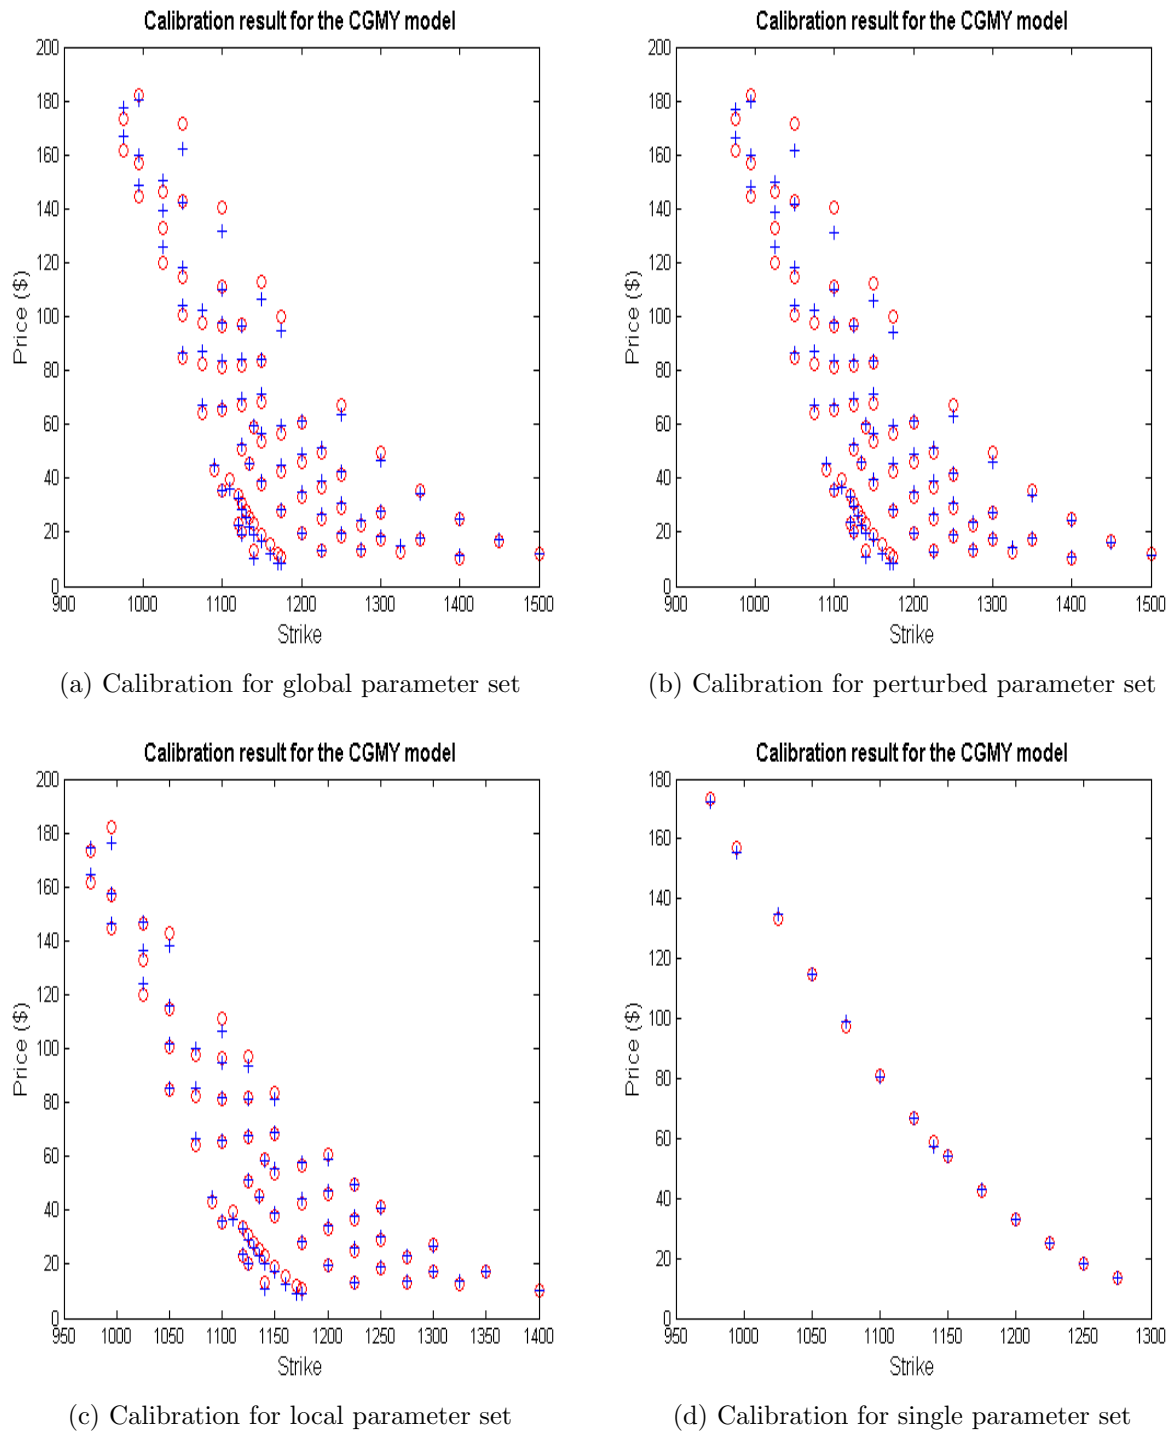 Calibration result for the CGMY model
200
180
160
140
120
100
80
60
40
20
0
Price ($)
900 1000 1100 1200 1300 1400 1500
Strike
(a) Calibration for global parameter set
Calibration result for the CGMY model
200
180
160
140
120
100
80
60
40
20
0
Price ($)
900 1000 1100 1200 1300 1400 1500
Strike
(b) Calibration for perturbed parameter set
Calibration result for the CGMY model
200
180
160
140
120
100
80
60
40
20
0
Price ($)
950 1000 1050 1100 1150 1200 1250 1300 1350 1400
Strike
(c) Calibration for local parameter set
Calibration result for the CGMY model
180
160
140
120
100
80
60
40
20
0
Price ($)
950 1000 1050 1100 1150 1200 1250 1300
Strike
(d) Calibration for single parameter set